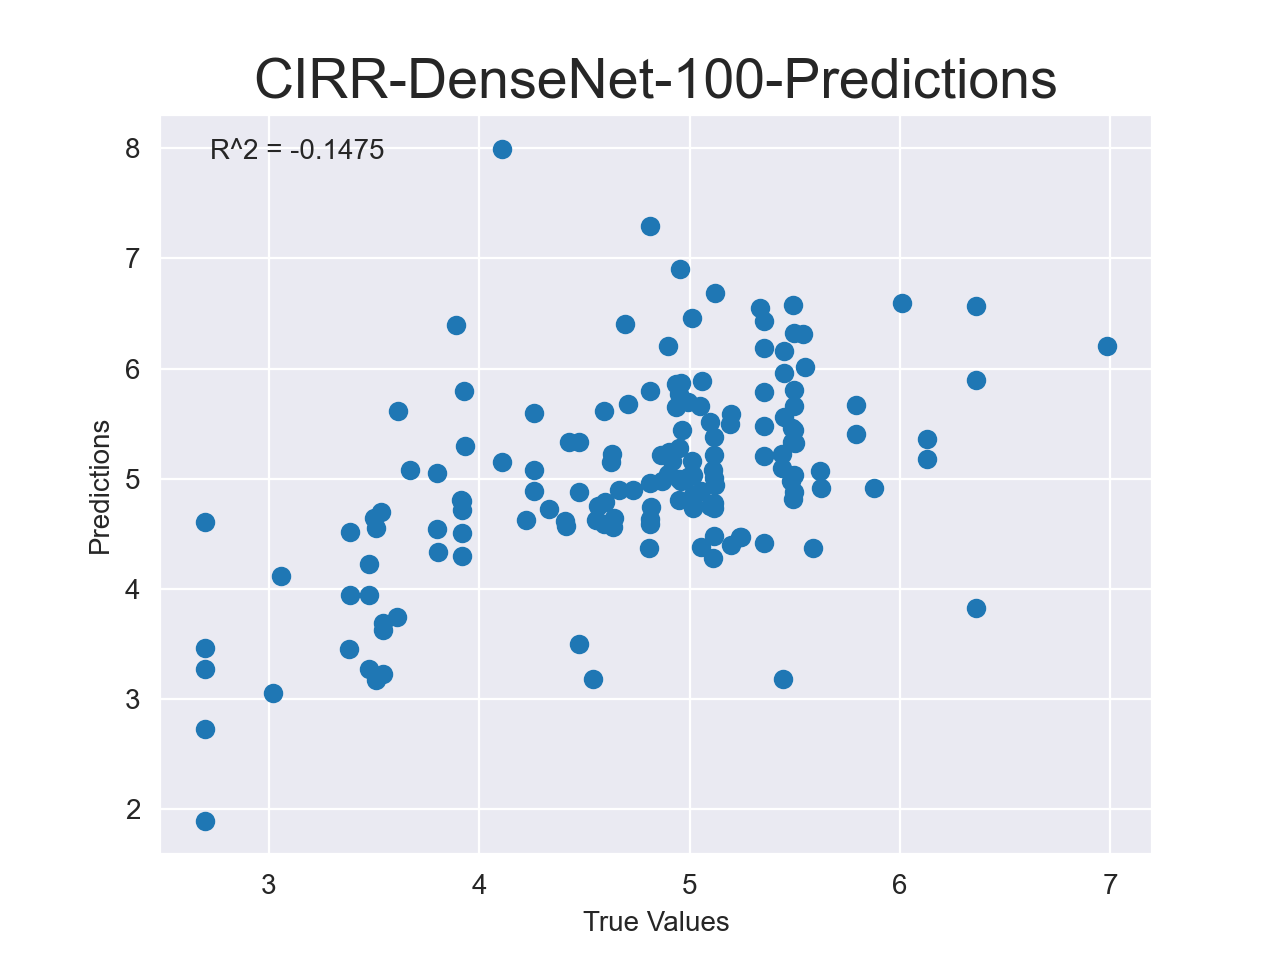 CIRR-DenseNet-100-Predictions
R^2 = -0.1475
8
7
6
5
4
3
2
Predictions
3 4 5 6 7
True Values